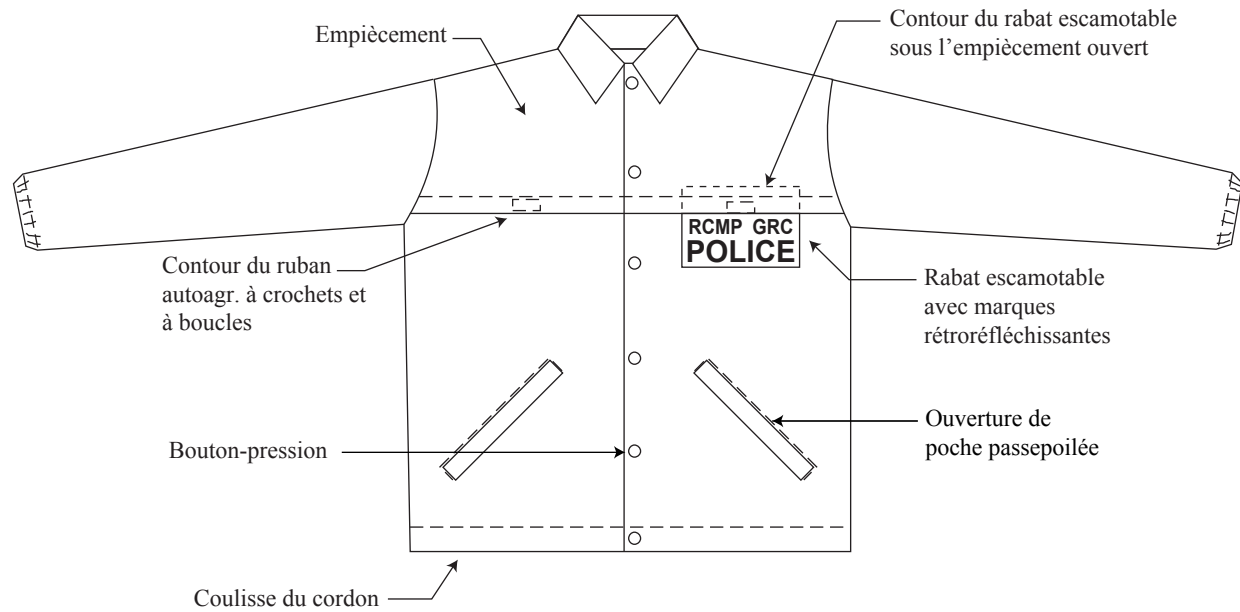 Empiècement
Contour du rabat escamotable
sous l’empiècement ouvert
RCMP GRC
POLICE
Contour du ruban
autoagr. à crochets et
à boucles
Rabat escamotable
avec marques
rétroréfléchissantes
Bouton-pression
Ouverture de
poche passepoilée
Coulisse du cordon